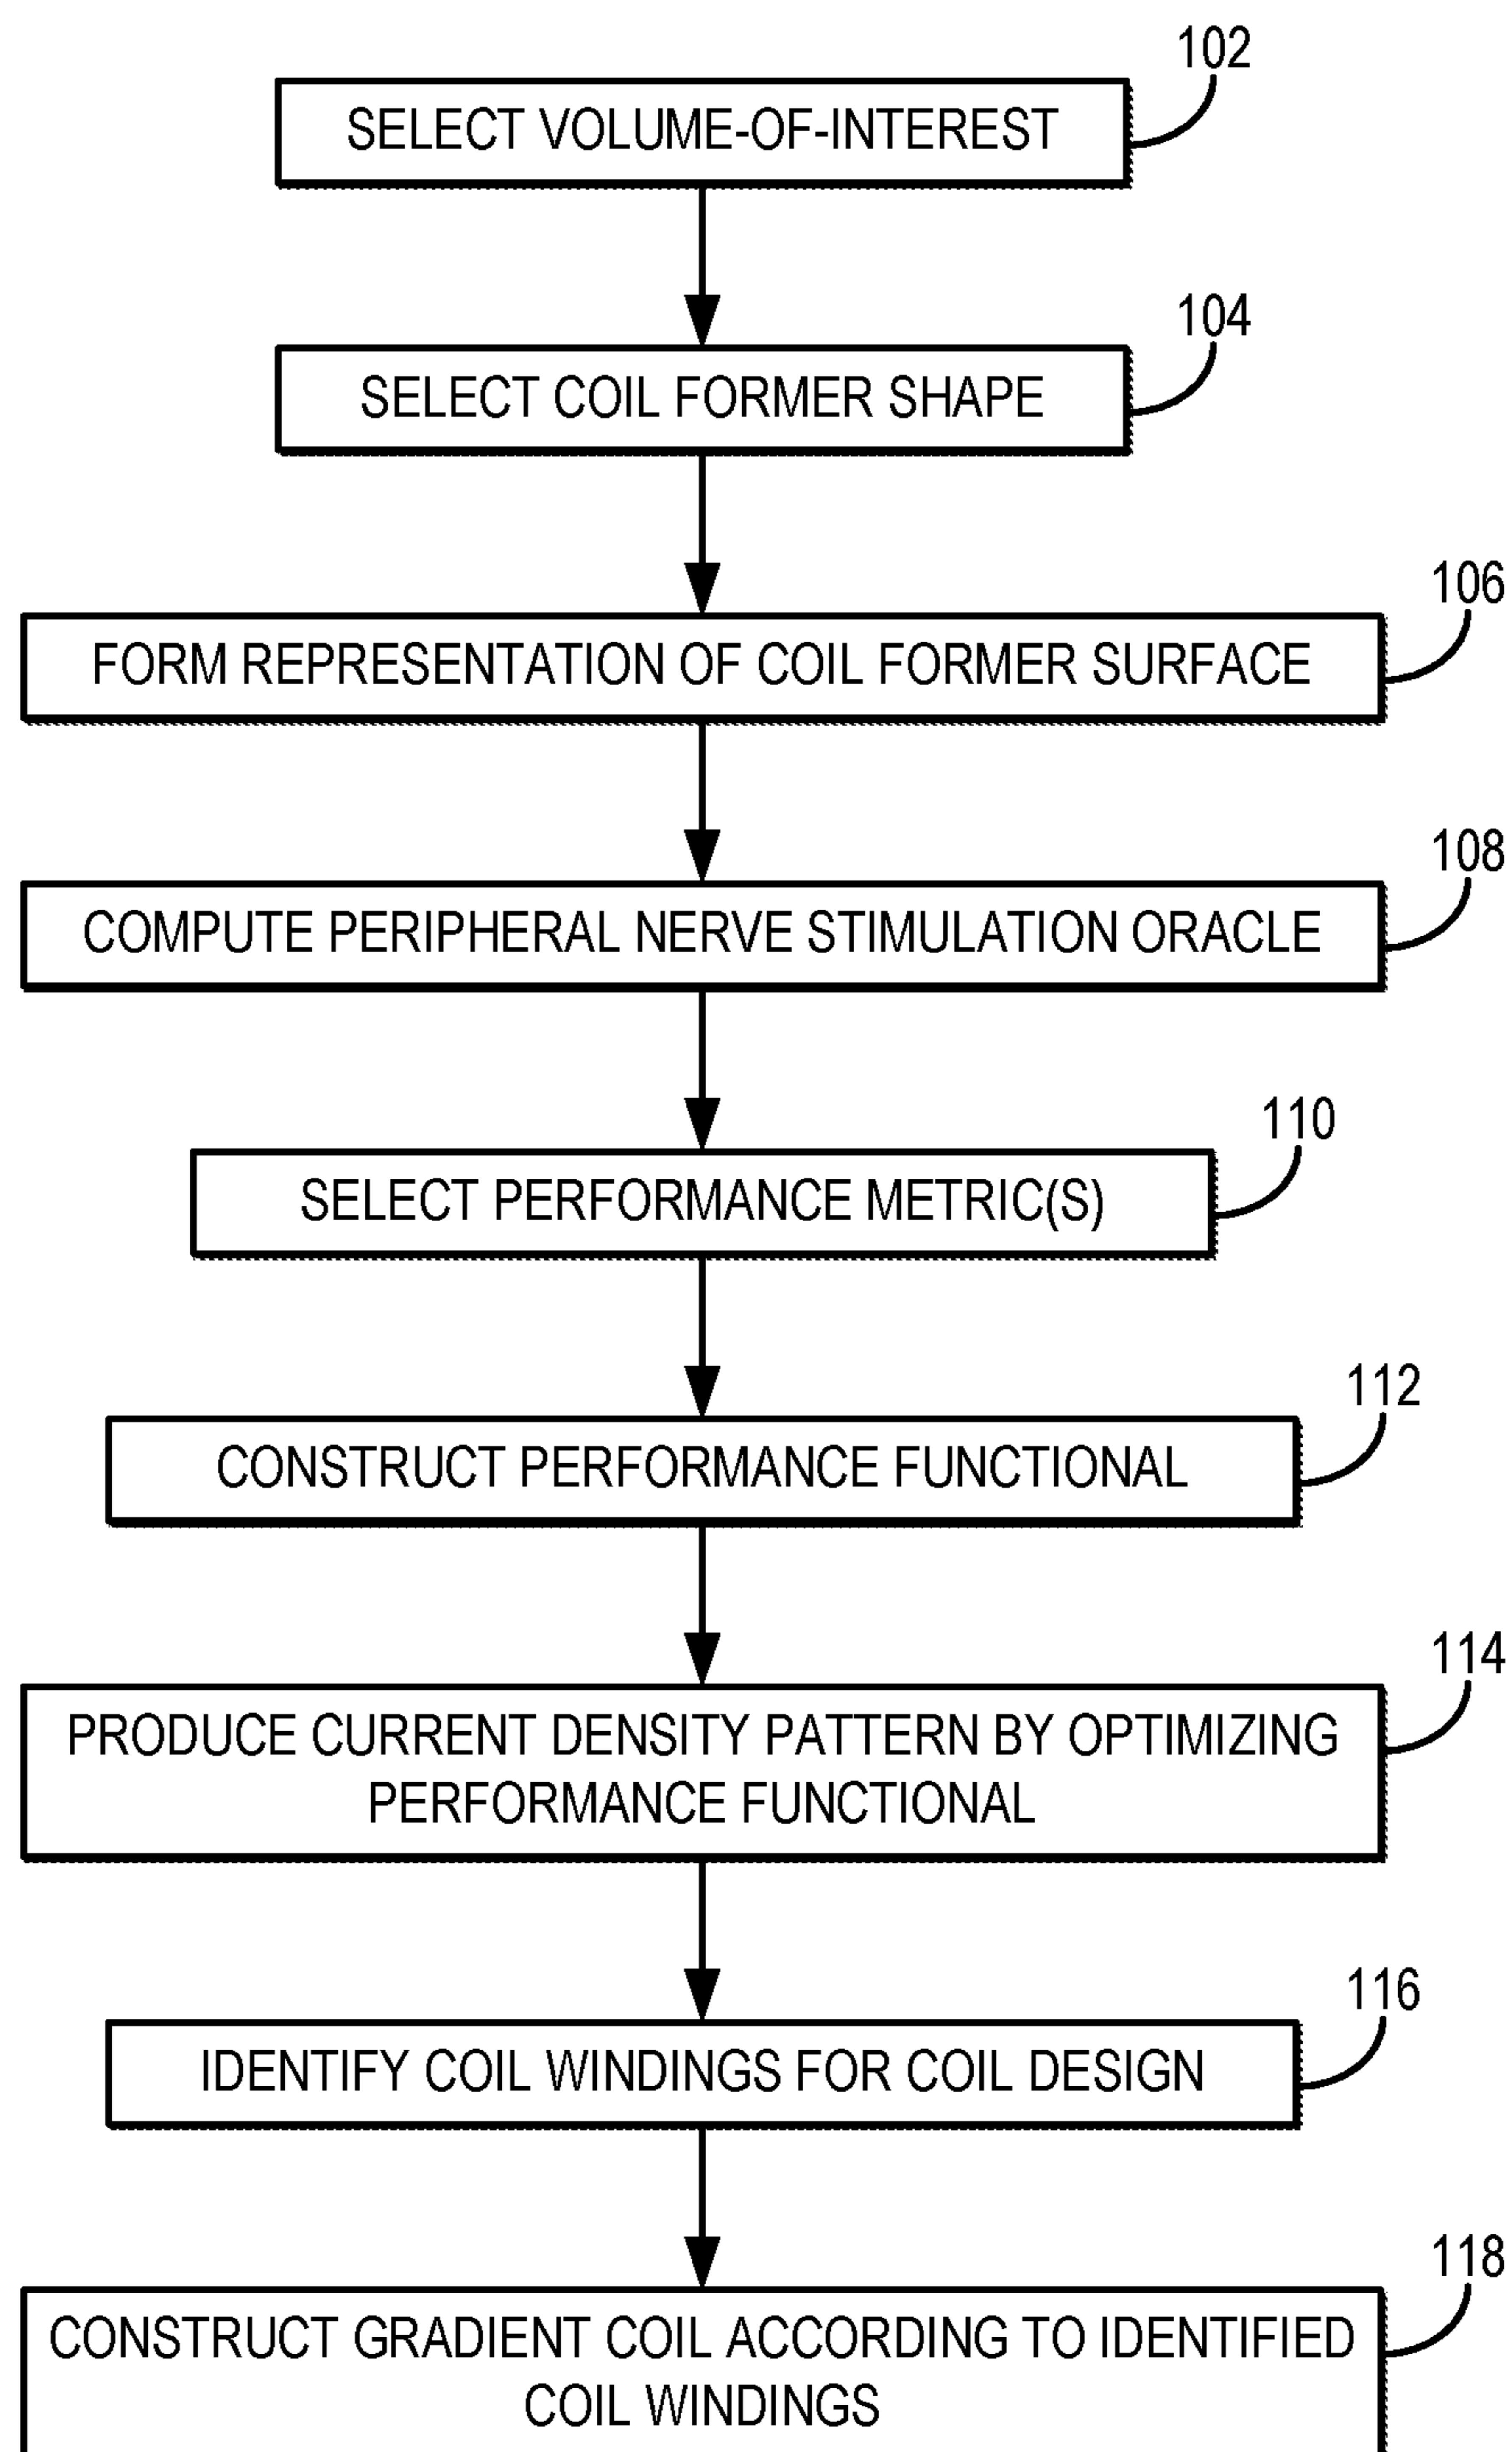 102
SELECT VOLUME-OF-INTEREST
104
SELECT COIL FORMER SHAPE
106
FORM REPRESENTATION OF COIL FORMER SURFACE
108
COMPUTE PERIPHERAL NERVE STIMULATION ORACLE
110
SELECT PERFORMANCE METRIC(S)
112
CONSTRUCT PERFORMANCE FUNCTIONAL
114
PRODUCE CURRENT DENSITY PATTERN BY OPTIMIZING
PERFORMANCE FUNCTIONAL
116
IDENTIFY COIL WINDINGS FOR COIL DESIGN
118
CONSTRUCT GRADIENT COIL ACCORDING TO IDENTIFIED
COIL WINDINGS